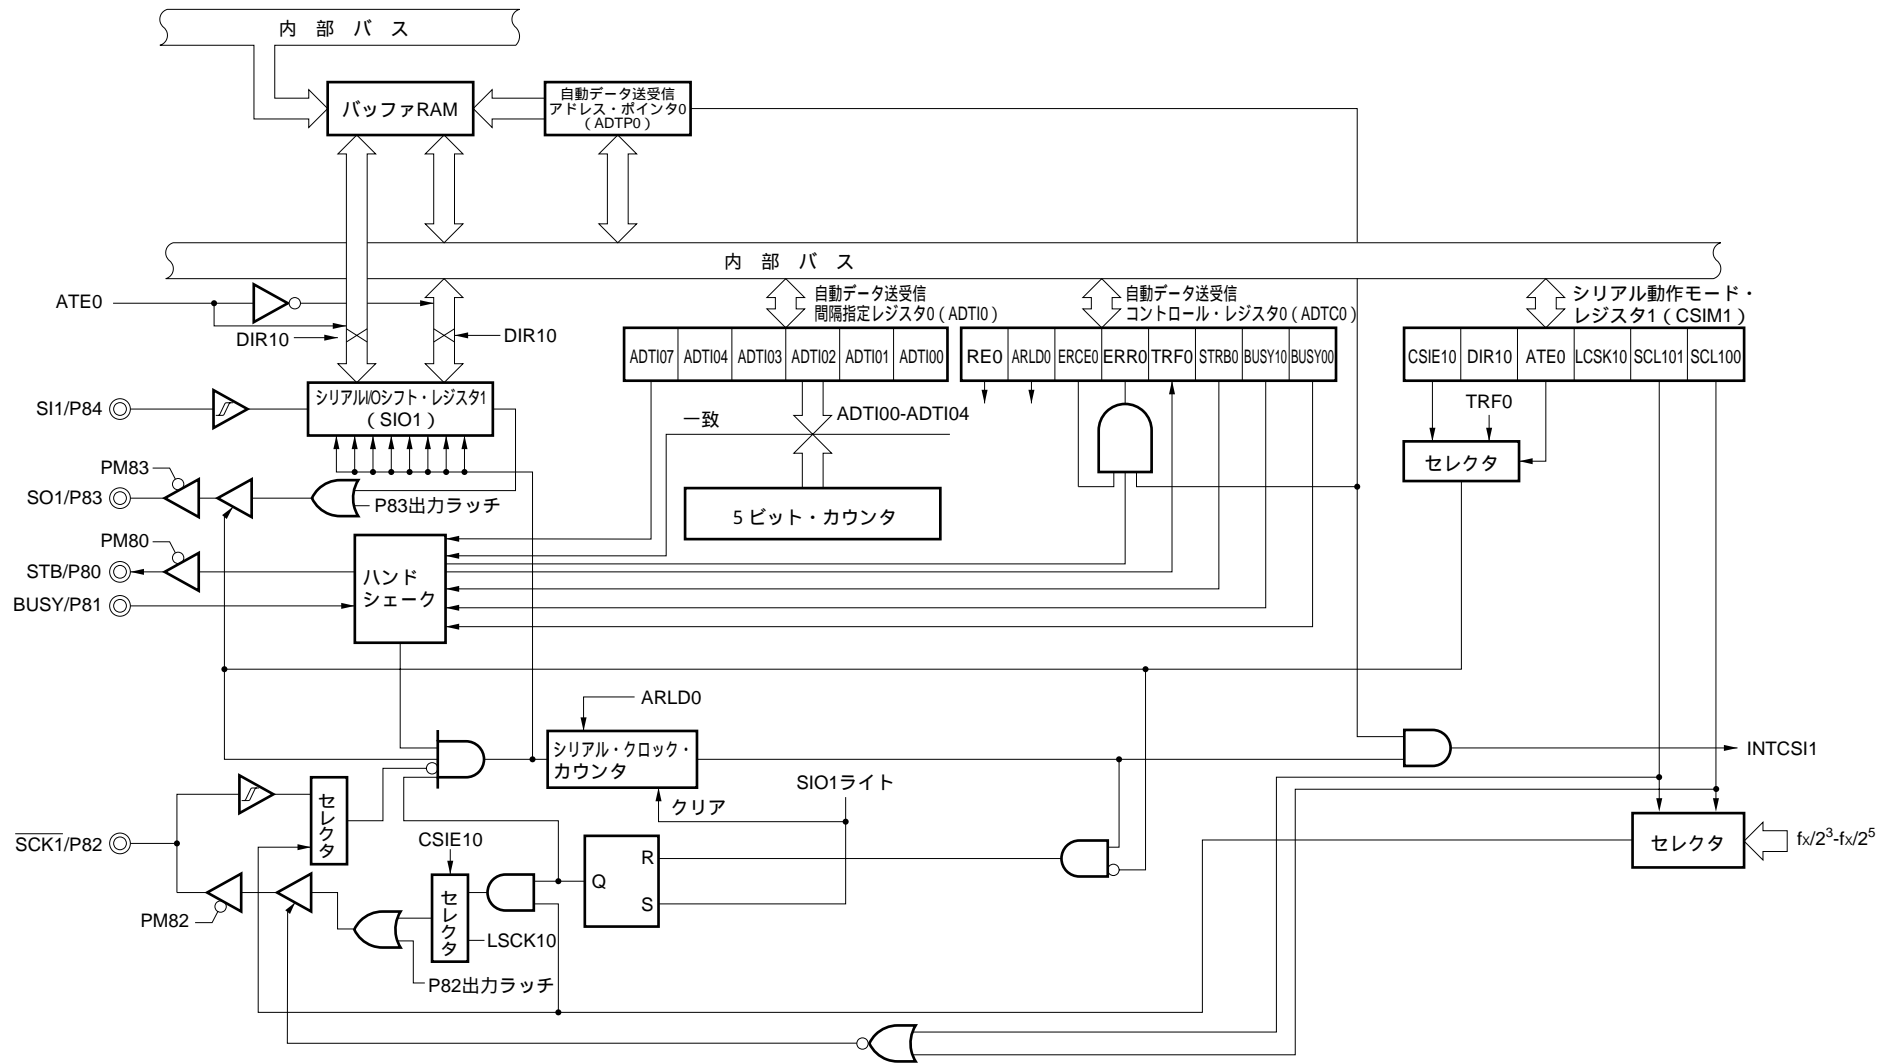 内 部 バ ス
バッファRAM
自動データ送受信
アドレス・ポインタ0
(ADTP0)
内 部 バ ス
ATE0
DIR10
DIR10
自動データ送受信
間隔指定レジスタ0(ADTI0)
自動データ送受信
コントロール・レジスタ0(ADTC0)
シリアル動作モード・
レジスタ1(CSIM1)
ADTI07 ADTI04 ADTI03 ADTI02 ADTI01 ADTI00
RE0 ARLD0 ERCE0 ERR0 TRF0 STRB0 BUSY10 BUSY00
CSIE10 DIR10 ATE0 LCSK10 SCL101 SCL100
SI1/P84
シリアルI/Oシフト・レジスタ1
(SIO1)
一致
ADTI00-ADTI04
TRF0
セレクタ
PM83
SO1/P83
P83出力ラッチ
5 ビット・カウンタ
PM80
STB/P80
BUSY/P81
ハンド
シェーク
ARLD0
シリアル・クロック・
カウンタ
INTCSI1
SIO1ライト
クリア
セレクタ
SCK1/P82
CSIE10
R
Q
S
セレクタ
fx/2³-fx/2⁵
セレクタ
PM82
LSCK10
P82出力ラッチ